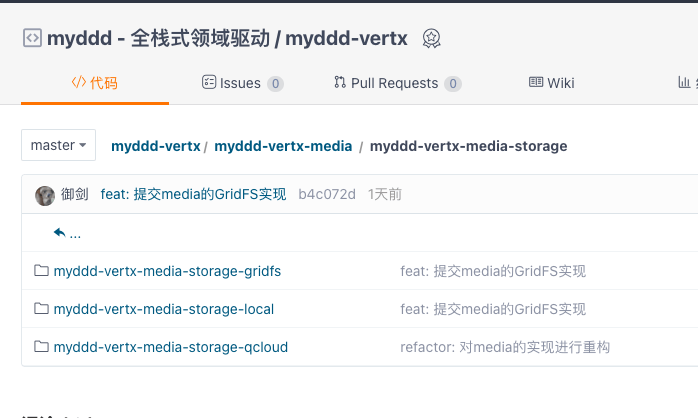 myddd - 全栈式领域驱动 / myddd-vertx
代码 Issues 0 Pull Requests 0 Wiki
master myddd-vertx / myddd-vertx-media / myddd-vertx-media-storage
御剑 feat: 提交media的GridFS实现 b4c072d 1天前
...
myddd-vertx-media-storage-gridfs feat: 提交media的GridFS实现
myddd-vertx-media-storage-local feat: 提交media的GridFS实现
myddd-vertx-media-storage-qcloud refactor: 对media的实现进行重构